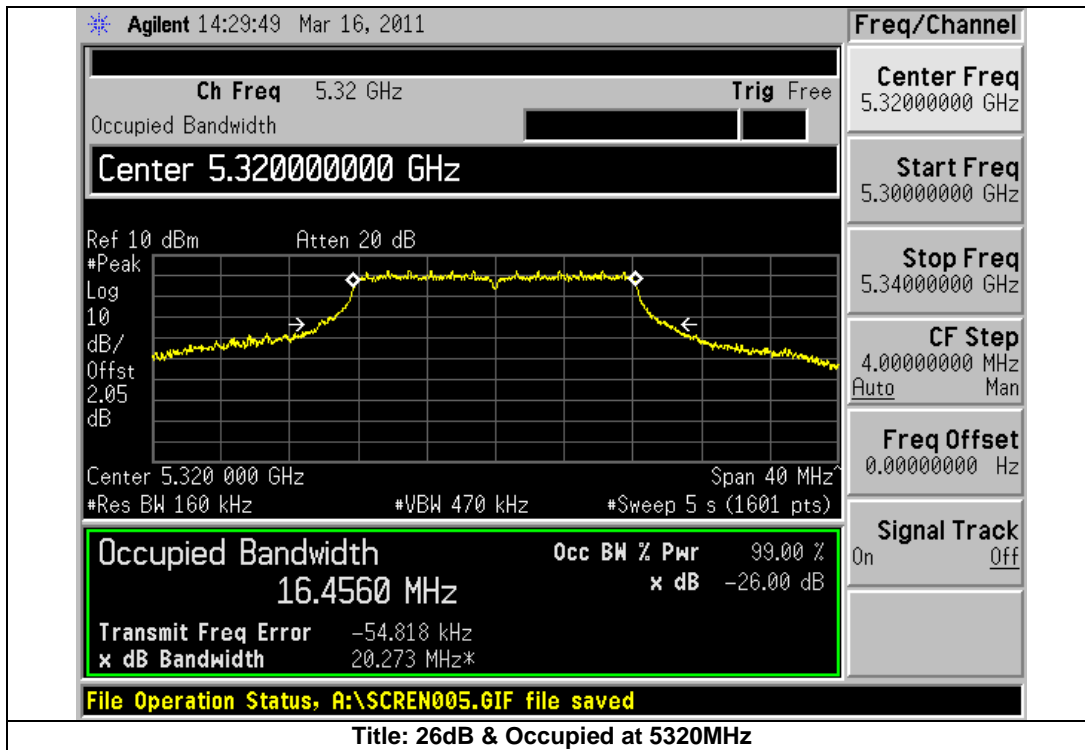 Agilent 14:29:49 Mar 16, 2011
Freq/Channel
Ch Freq 5.32 GHz Trig Free
Occupied Bandwidth
Center 5.320000000 GHz
Ref 10 dBm Atten 20 dB
#Peak
Log
10
dB/
Offst
2.05
dB
Center 5.320 000 GHz Span 40 MHz^
#Res BW 160 kHz #VBW 470 kHz #Sweep 5 s (1601 pts)
Occupied Bandwidth Occ BW % Pwr 99.00 %
16.4560 MHz x dB -26.00 dB
Transmit Freq Error -54.818 kHz
x dB Bandwidth 20.273 MHz*
File Operation Status, A:\SCREN005.GIF file saved
Center Freq
5.32000000 GHz
Start Freq
5.30000000 GHz
Stop Freq
5.34000000 GHz
CF Step
4.00000000 MHz
Auto Man
Freq Offset
0.00000000 Hz
Signal Track
On Off
Title: 26dB & Occupied at 5320MHz